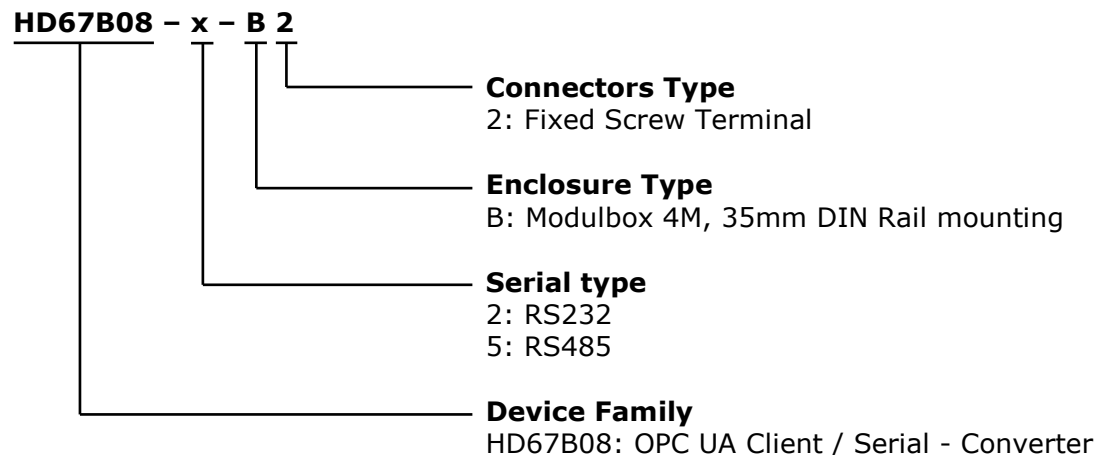 HD67B08 – x – B 2
Connectors Type
2: Fixed Screw Terminal
Enclosure Type
B: Modulbox 4M, 35mm DIN Rail mounting
Serial type
2: RS232
5: RS485
Device Family
HD67B08: OPC UA Client / Serial - Converter